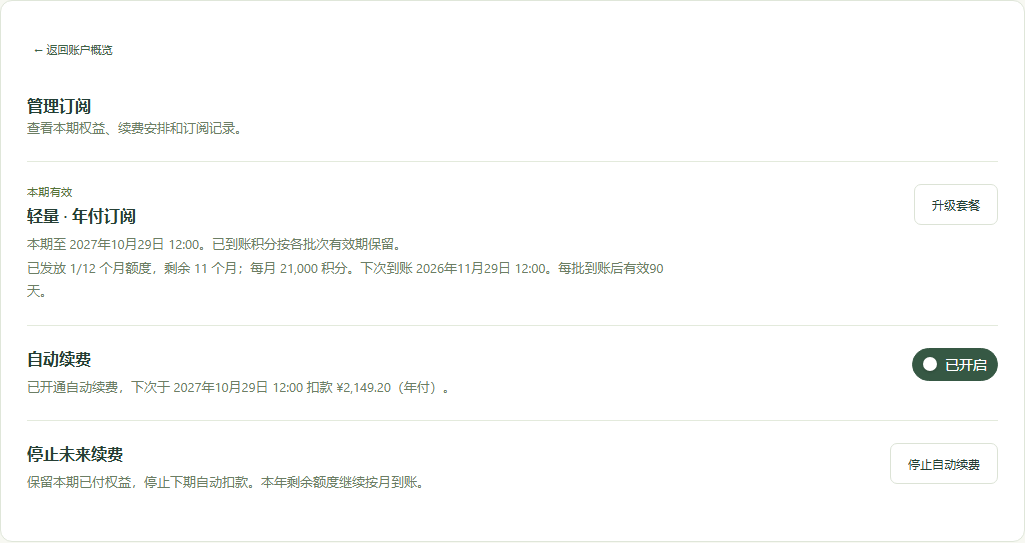 ← 返回账户概览
管理订阅
查看本期权益、续费安排和订阅记录。
本期有效
轻量 · 年付订阅
升级套餐
本期至 2027年10月29日 12:00。已到账积分按各批次有效期保留。
已发放 1/12 个月额度，剩余 11 个月；每月 21,000 积分。下次到账 2026年11月29日 12:00。每批到账后有效90
天。
自动续费
已开启
已开通自动续费，下次于 2027年10月29日 12:00 扣款 ¥2,149.20（年付）。
停止未来续费
停止自动续费
保留本期已付权益，停止下期自动扣款。本年剩余额度继续按月到账。